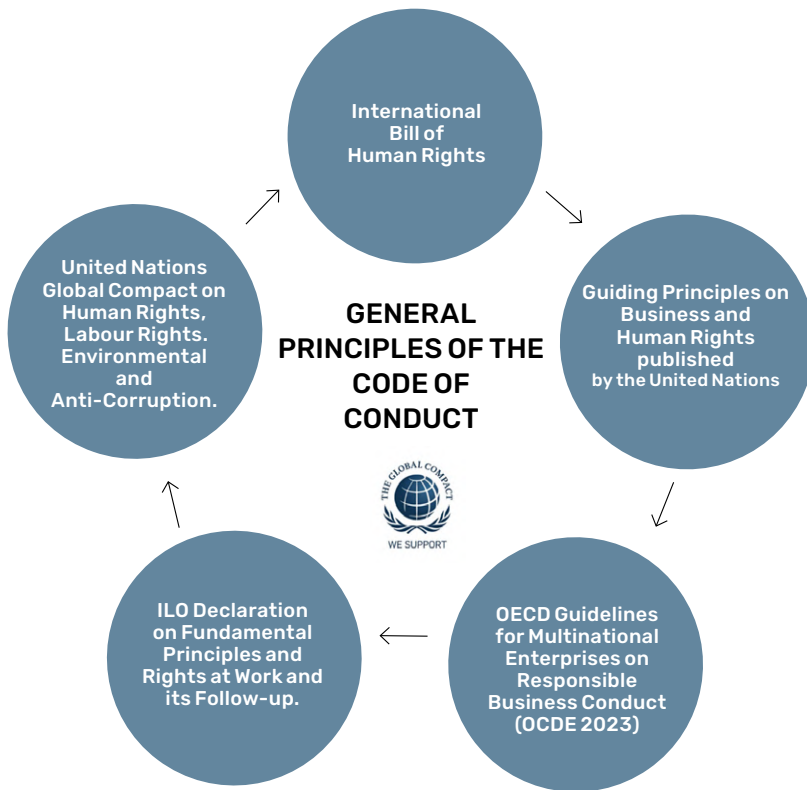 International
Bill of
Human Rights
United Nations
Global Compact on
Human Rights,
Labour Rights.
Environmental
and
Anti-Corruption.
Guiding Principles on
Business and
Human Rights
published
by the United Nations
GENERAL
PRINCIPLES OF THE
CODE OF
CONDUCT
THE GLOBAL COMPACT
WE SUPPORT
ILO Declaration
on Fundamental
Principles and
Rights at Work and
its Follow-up.
OECD Guidelines
for Multinational
Enterprises on
Responsible
Business Conduct
(OCDE 2023)